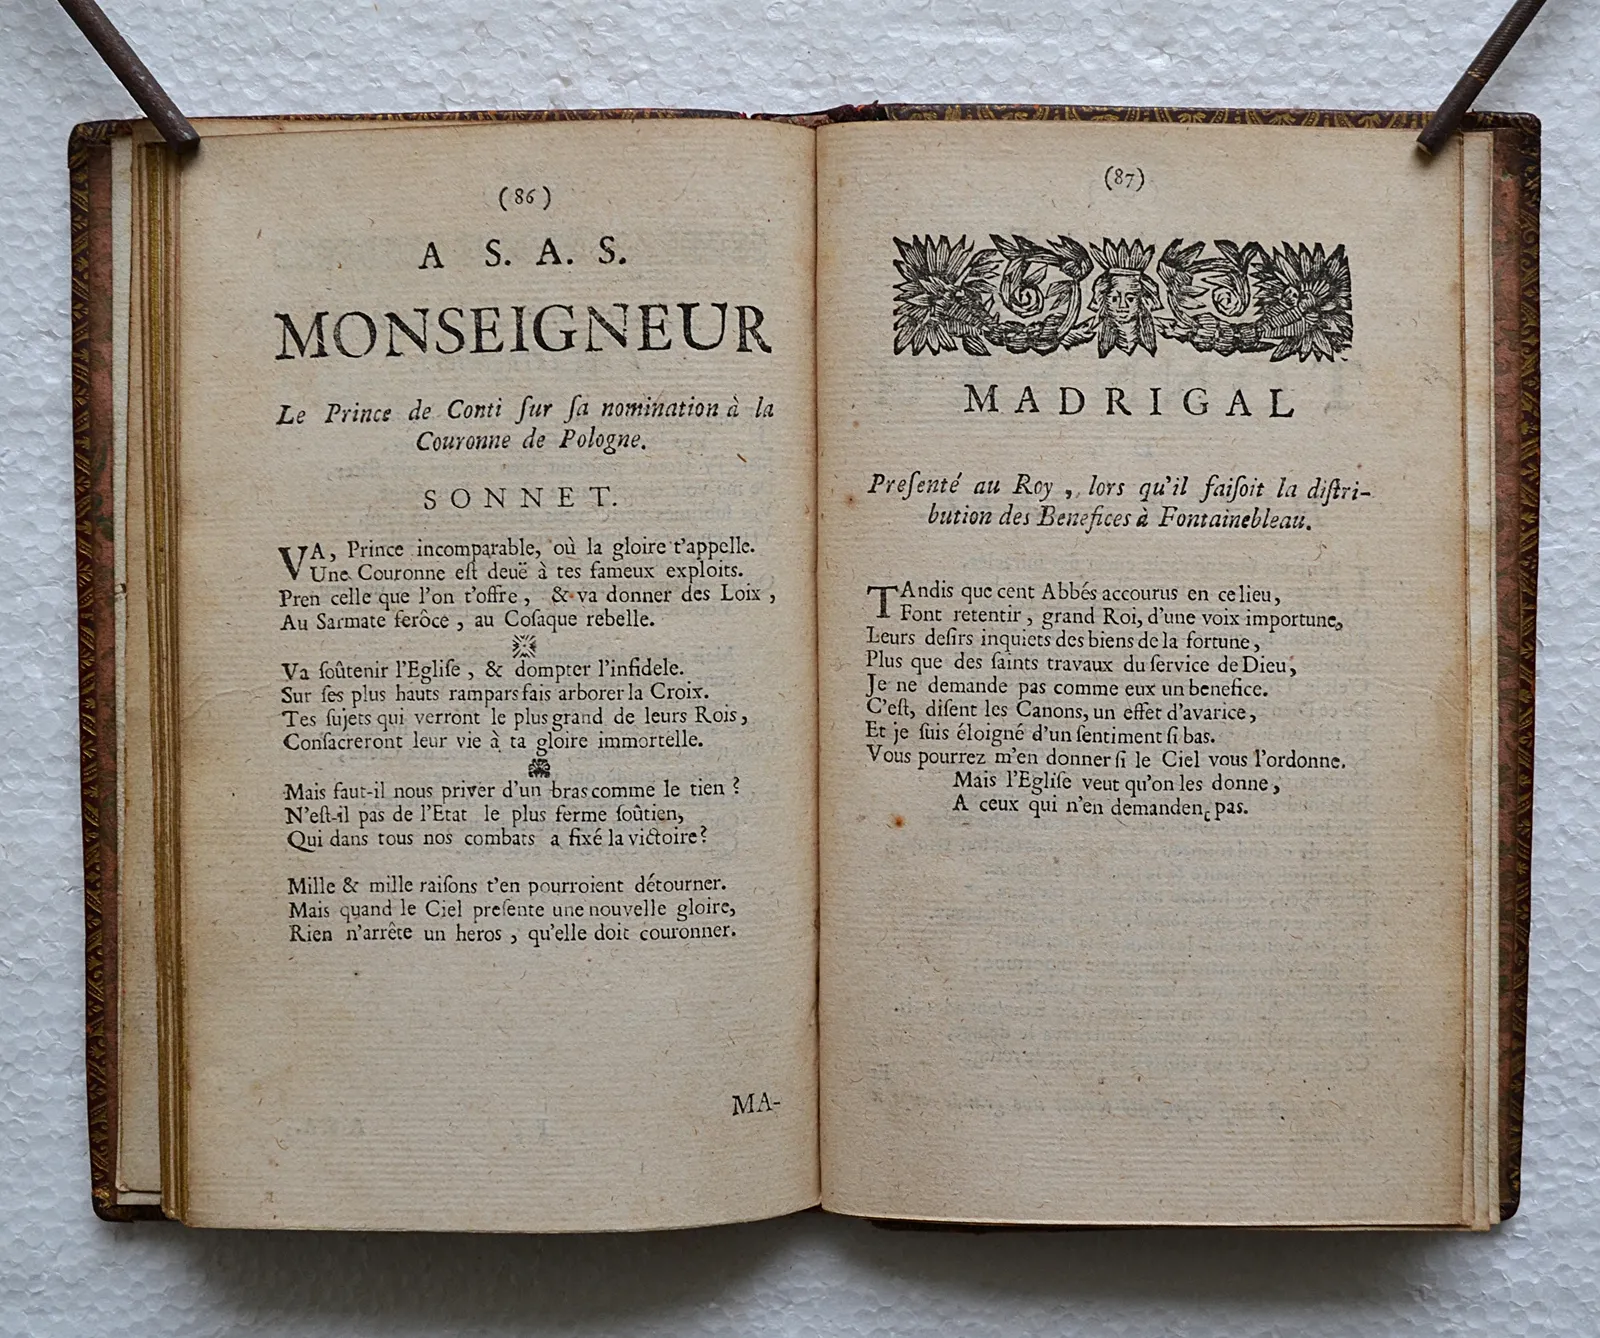 (86)
A S. A. S.
MONSEIGNEUR
Le Prince de Conti ſur ſa nomination à la
Couronne de Pologne.
SONNET.
VA, Prince incomparable, où la gloire t'appelle.
Une Couronne eſt deuë à tes fameux exploits.
Pren celle que l'on t'offre, & va donner des Loix,
Au Sarmate ferôce, au Coſaque rebelle.
Va ſoûtenir l'Egliſe, & dompter l'infidele.
Sur ſes plus hauts rampars fais arborer la Croix.
Tes ſujets qui verront le plus grand de leurs Rois,
Conſacreront leur vie à ta gloire immortelle.
Mais faut-il nous priver d'un bras comme le tien?
N'eſt-il pas de l'Etat le plus ferme ſoûtien,
Qui dans tous nos combats a fixé la victoire?
Mille & mille raiſons t'en pourroient détourner.
Mais quand le Ciel preſente une nouvelle gloire,
Rien n'arrête un heros, qu'elle doit couronner.
MA-
(87)
MADRIGAL
Preſenté au Roy, lors qu'il faiſoit la diſtri-
bution des Benefices à Fontainebleau.
TAndis que cent Abbés accourus en ce lieu,
Font retentir, grand Roi, d'une voix importune,
Leurs deſirs inquiets des biens de la fortune,
Plus que des ſaints travaux du ſervice de Dieu,
Je ne demande pas comme eux un benefice.
C'eſt, diſent les Canons, un effet d'avarice,
Et je ſuis éloigné d'un ſentiment ſi bas.
Vous pourrez m'en donner ſi le Ciel vous l'ordonne.
Mais l'Egliſe veut qu'on les donne,
A ceux qui n'en demandent pas.